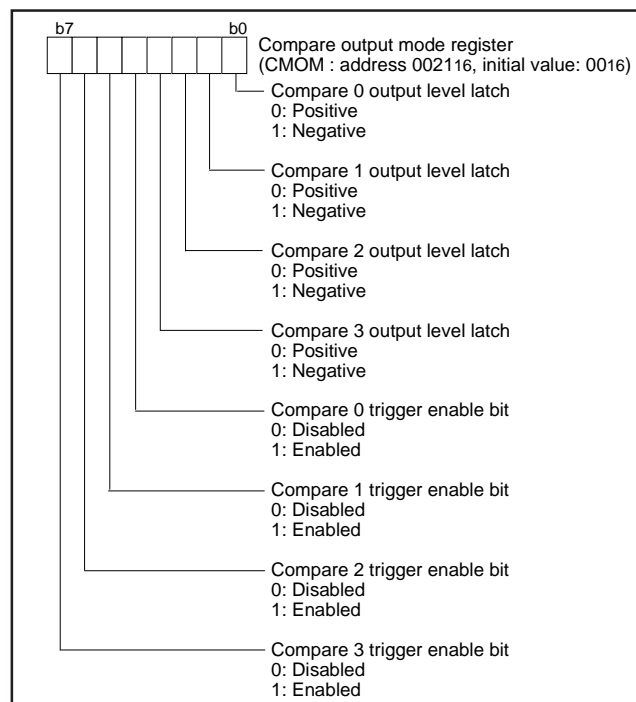 b7 b0
Compare output mode register
(CMOM : address 002116, initial value: 0016)
Compare 0 output level latch
0: Positive
1: Negative
Compare 1 output level latch
0: Positive
1: Negative
Compare 2 output level latch
0: Positive
1: Negative
Compare 3 output level latch
0: Positive
1: Negative
Compare 0 trigger enable bit
0: Disabled
1: Enabled
Compare 1 trigger enable bit
0: Disabled
1: Enabled
Compare 2 trigger enable bit
0: Disabled
1: Enabled
Compare 3 trigger enable bit
0: Disabled
1: Enabled